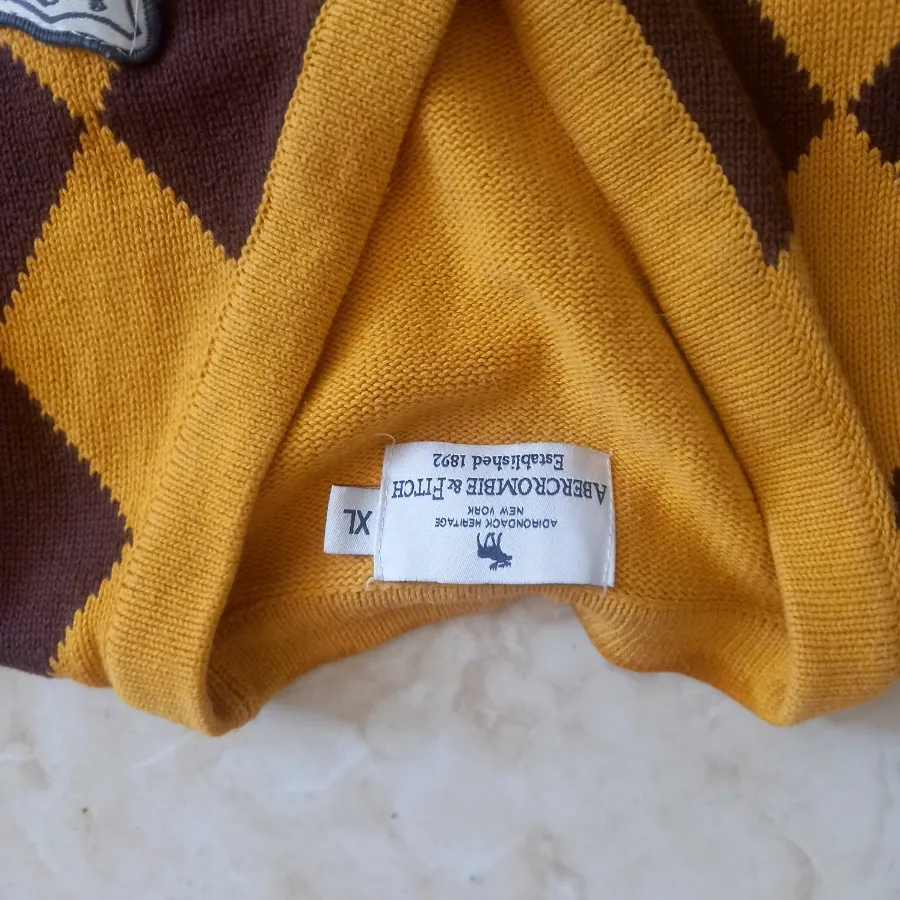 ADIRONDACK HERITAGE
NEW YORK
ABERCROMBIE & FITCH
Established 1892
XL